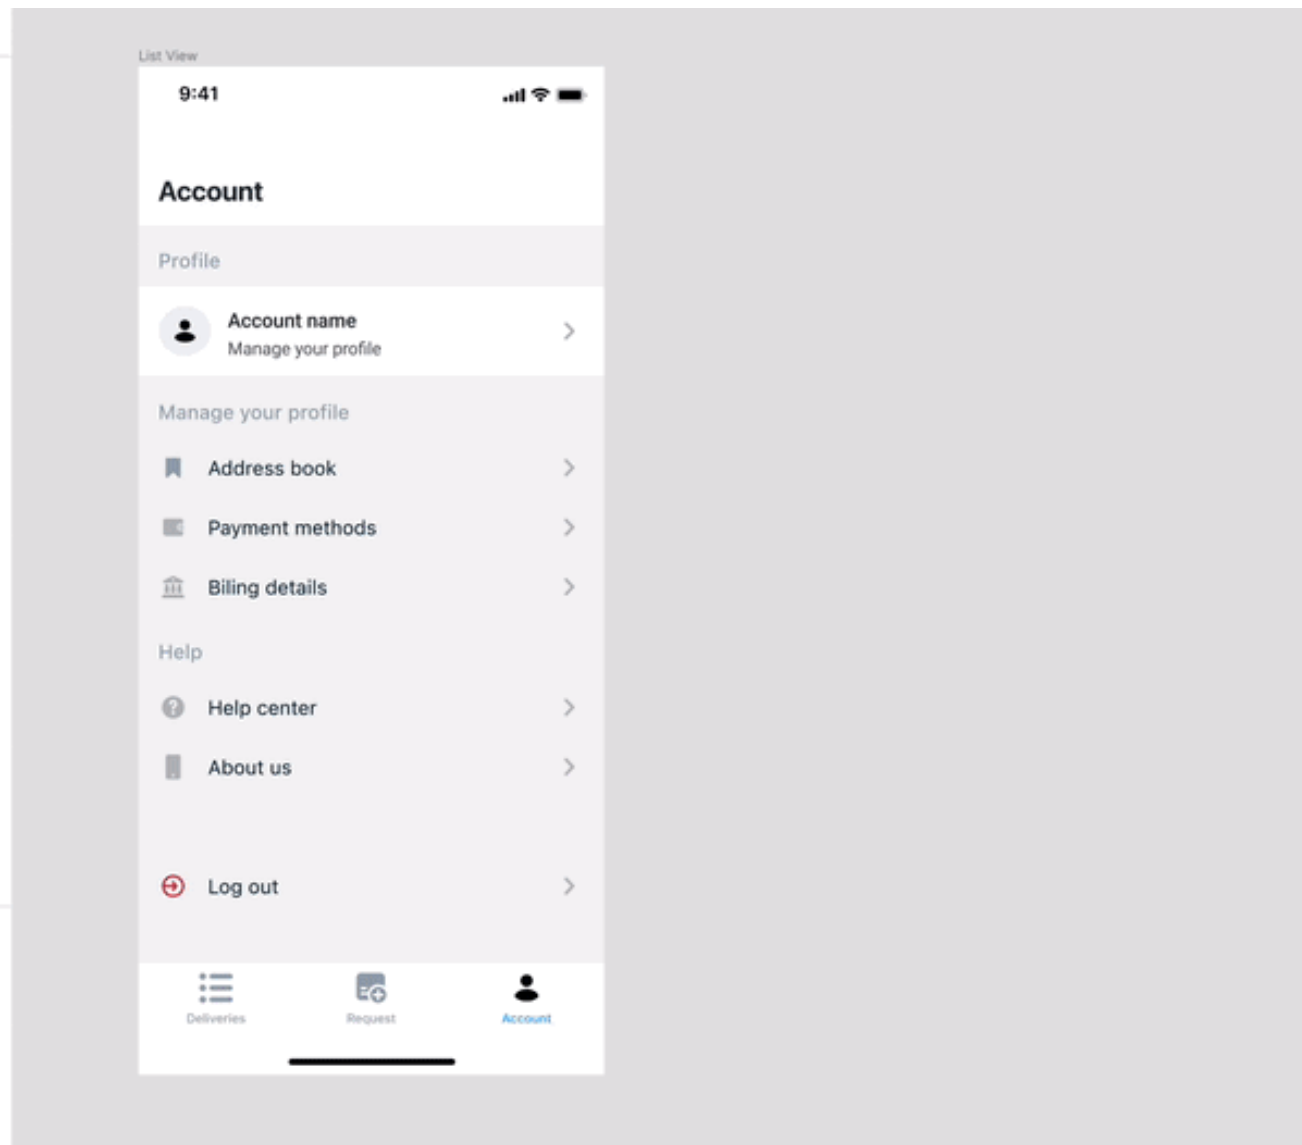 List View
9:41
Account
Profile
Account name
Manage your profile
Manage your profile
Address book
Payment methods
Biling details
Help
Help center
About us
Log out
Deliveries
Request
Account